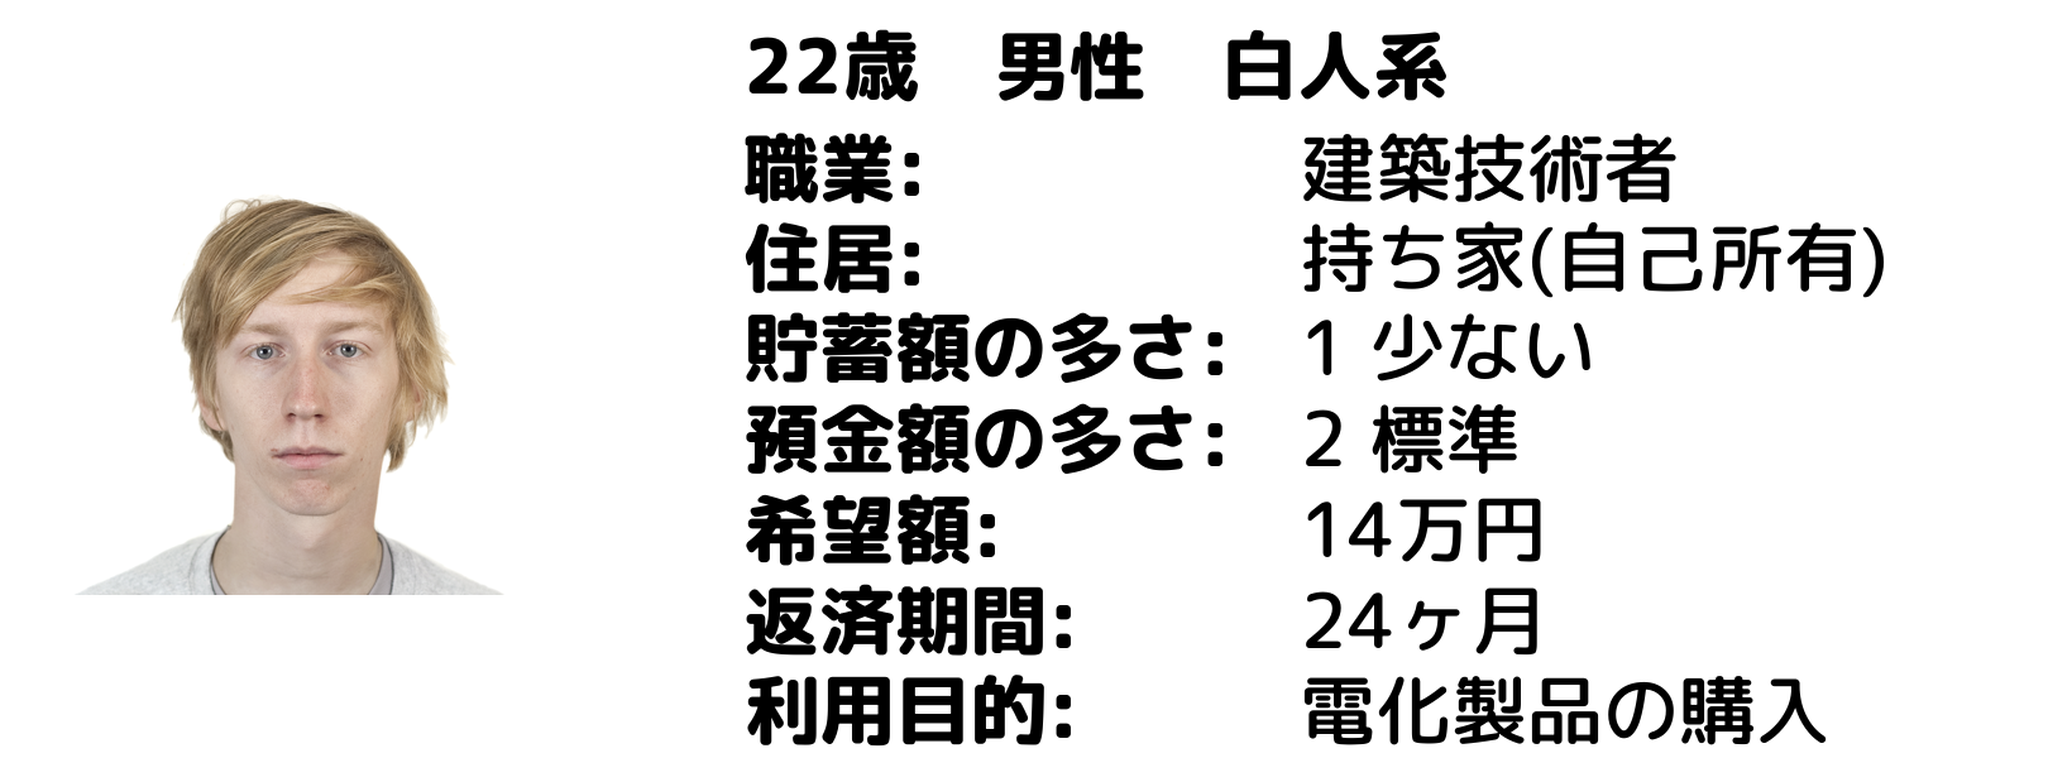 22歳　男性　白人系
職業: 建築技術者
住居: 持ち家(自己所有)
貯蓄額の多さ: 1 少ない
預金額の多さ: 2 標準
希望額: 14万円
返済期間: 24ヶ月
利用目的: 電化製品の購入